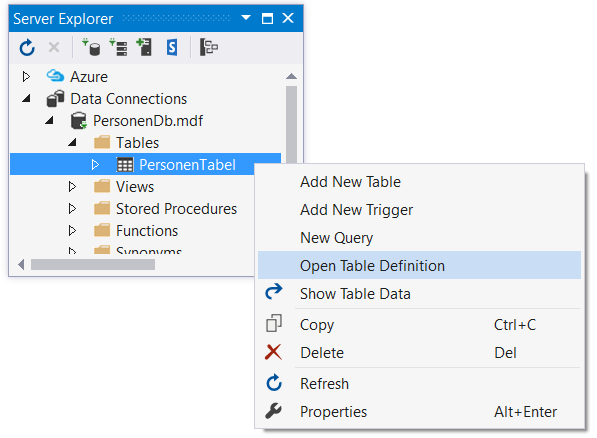 Server Explorer
Azure
Data Connections
PersonenDb.mdf
Tables
PersonenTabel
Views
Stored Procedures
Functions
Synonyms
Add New Table
Add New Trigger
New Query
Open Table Definition
Show Table Data
Copy Ctrl+C
Delete Del
Refresh
Properties Alt+Enter